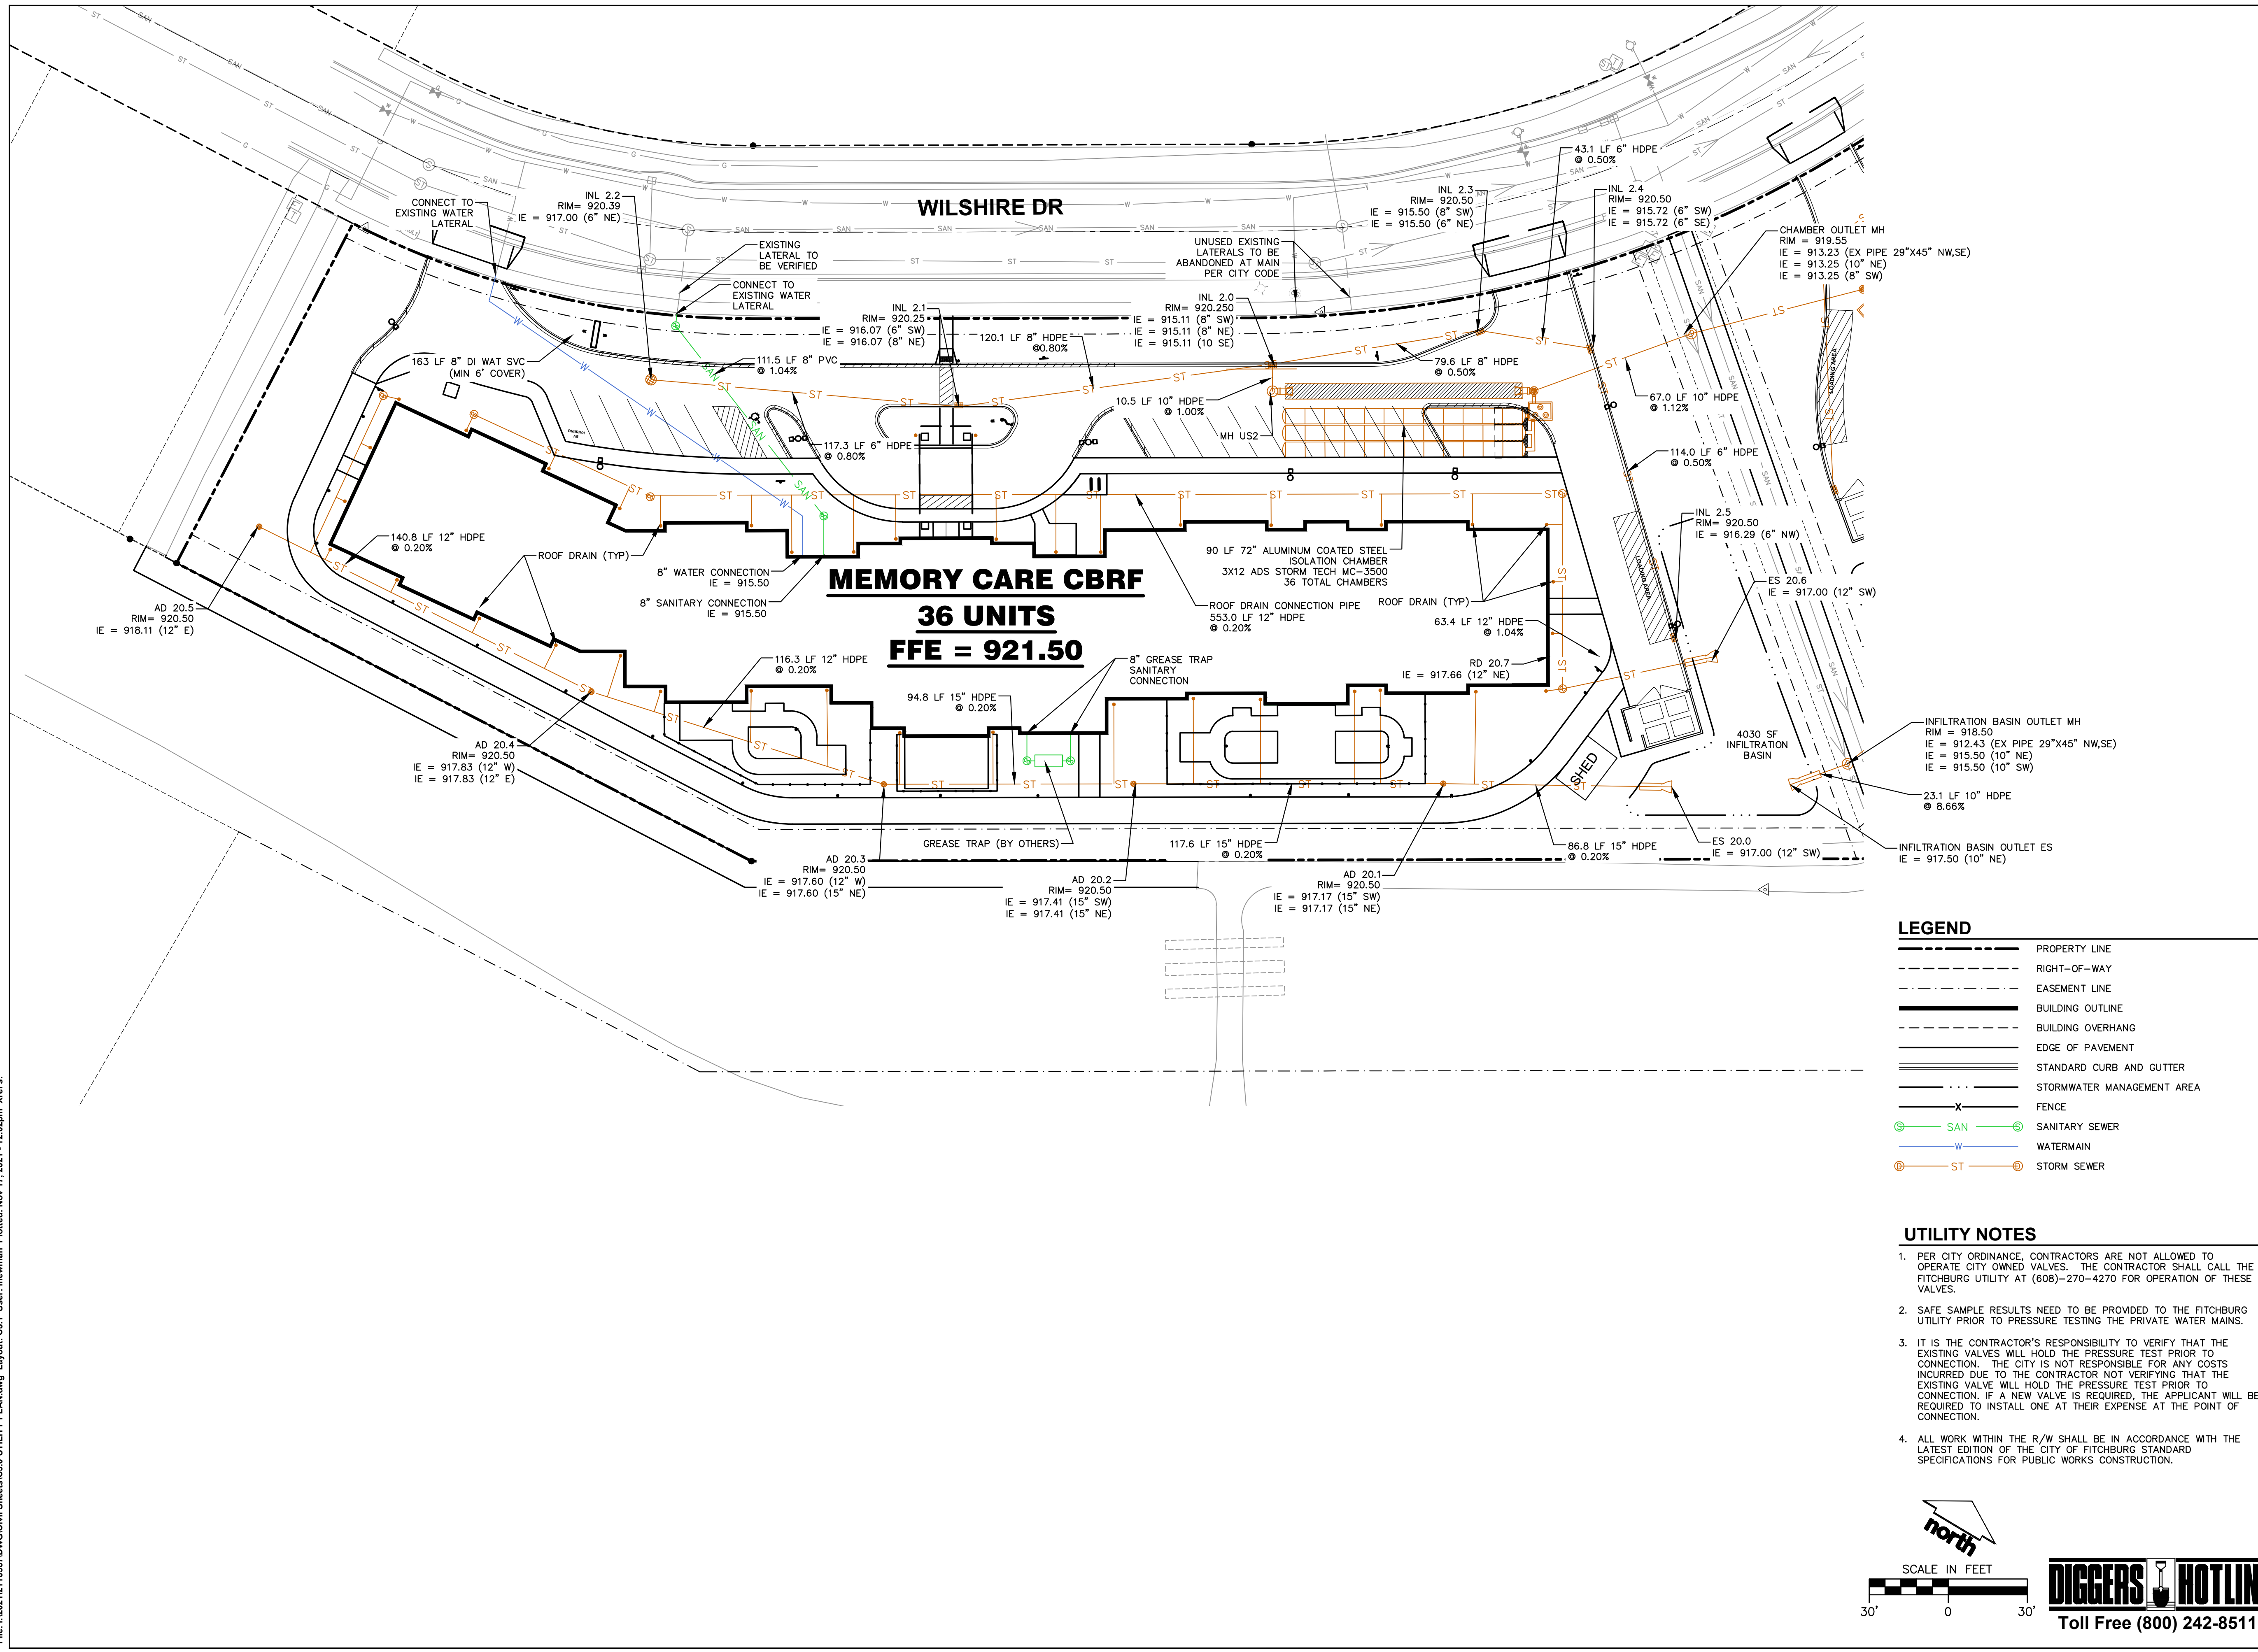 WILSHIRE DR
CONNECT TO
EXISTING WATER
LATERAL
INL 2.2
RIM= 920.39
IE = 917.00 (6" NE)
EXISTING
LATERAL TO
BE VERIFIED
CONNECT TO
EXISTING WATER
LATERAL
INL 2.1
RIM= 920.25
IE = 916.07 (6" SW)
IE = 916.07 (8" NE)
UNUSED EXISTING
LATERALS TO BE
ABANDONED AT MAIN
PER CITY CODE
INL 2.0
RIM= 920.250
IE = 915.11 (8" SW)
IE = 915.11 (8" NE)
IE = 915.11 (10 SE)
INL 2.3
RIM= 920.50
IE = 915.50 (8" SW)
IE = 915.50 (6" NE)
43.1 LF 6" HDPE
@ 0.50%
INL 2.4
RIM= 920.50
IE = 915.72 (6" SW)
IE = 915.72 (6" SE)
CHAMBER OUTLET MH
RIM = 919.55
IE = 913.23 (EX PIPE 29"X45" NW,SE)
IE = 913.25 (10" NE)
IE = 913.25 (8" SW)
163 LF 8" DI WAT SVC
(MIN 6' COVER)
111.5 LF 8" PVC
@ 1.04%
120.1 LF 8" HDPE
@0.80%
79.6 LF 8" HDPE
@ 0.50%
10.5 LF 10" HDPE
@ 1.00%
MH US2
67.0 LF 10" HDPE
@ 1.12%
117.3 LF 6" HDPE
@ 0.80%
114.0 LF 6" HDPE
@ 0.50%
LOADING AREA
INL 2.5
RIM= 920.50
IE = 916.29 (6" NW)
LOADING AREA
140.8 LF 12" HDPE
@ 0.20%
ROOF DRAIN (TYP)
8" WATER CONNECTION
IE = 915.50
8" SANITARY CONNECTION
IE = 915.50
MEMORY CARE CBRF
36 UNITS
FFE = 921.50
90 LF 72" ALUMINUM COATED STEEL
ISOLATION CHAMBER
3X12 ADS STORM TECH MC-3500
36 TOTAL CHAMBERS
ROOF DRAIN CONNECTION PIPE
553.0 LF 12" HDPE
@ 0.20%
ROOF DRAIN (TYP)
63.4 LF 12" HDPE
@ 1.04%
RD 20.7
IE = 917.66 (12" NE)
ES 20.6
IE = 917.00 (12" SW)
AD 20.5
RIM= 920.50
IE = 918.11 (12" E)
116.3 LF 12" HDPE
@ 0.20%
94.8 LF 15" HDPE
@ 0.20%
8" GREASE TRAP
SANITARY
CONNECTION
AD 20.4
RIM= 920.50
IE = 917.83 (12" W)
IE = 917.83 (12" E)
SHED
4030 SF
INFILTRATION
BASIN
INFILTRATION BASIN OUTLET MH
RIM = 918.50
IE = 912.43 (EX PIPE 29"X45" NW,SE)
IE = 915.50 (10" NE)
IE = 915.50 (10" SW)
23.1 LF 10" HDPE
@ 8.66%
GREASE TRAP (BY OTHERS)
117.6 LF 15" HDPE
@ 0.20%
86.8 LF 15" HDPE
@ 0.20%
ES 20.0
IE = 917.00 (12" SW)
INFILTRATION BASIN OUTLET ES
IE = 917.50 (10" NE)
AD 20.3
RIM= 920.50
IE = 917.60 (12" W)
IE = 917.60 (15" NE)
AD 20.2
RIM= 920.50
IE = 917.41 (15" SW)
IE = 917.41 (15" NE)
AD 20.1
RIM= 920.50
IE = 917.17 (15" SW)
IE = 917.17 (15" NE)
LEGEND
PROPERTY LINE
RIGHT-OF-WAY
EASEMENT LINE
BUILDING OUTLINE
BUILDING OVERHANG
EDGE OF PAVEMENT
STANDARD CURB AND GUTTER
STORMWATER MANAGEMENT AREA
X FENCE
S SAN S SANITARY SEWER
W WATERMAIN
D ST D STORM SEWER
UTILITY NOTES
1. PER CITY ORDINANCE, CONTRACTORS ARE NOT ALLOWED TO
OPERATE CITY OWNED VALVES. THE CONTRACTOR SHALL CALL THE
FITCHBURG UTILITY AT (608)-270-4270 FOR OPERATION OF THESE
VALVES.
2. SAFE SAMPLE RESULTS NEED TO BE PROVIDED TO THE FITCHBURG
UTILITY PRIOR TO PRESSURE TESTING THE PRIVATE WATER MAINS.
3. IT IS THE CONTRACTOR'S RESPONSIBILITY TO VERIFY THAT THE
EXISTING VALVES WILL HOLD THE PRESSURE TEST PRIOR TO
CONNECTION. THE CITY IS NOT RESPONSIBLE FOR ANY COSTS
INCURRED DUE TO THE CONTRACTOR NOT VERIFYING THAT THE
EXISTING VALVE WILL HOLD THE PRESSURE TEST PRIOR TO
CONNECTION. IF A NEW VALVE IS REQUIRED, THE APPLICANT WILL BE
REQUIRED TO INSTALL ONE AT THEIR EXPENSE AT THE POINT OF
CONNECTION.
4. ALL WORK WITHIN THE R/W SHALL BE IN ACCORDANCE WITH THE
LATEST EDITION OF THE CITY OF FITCHBURG STANDARD
SPECIFICATIONS FOR PUBLIC WORKS CONSTRUCTION.
north
SCALE IN FEET
30' 0 30'
DIGGERS HOTLIN
Toll Free (800) 242-8511